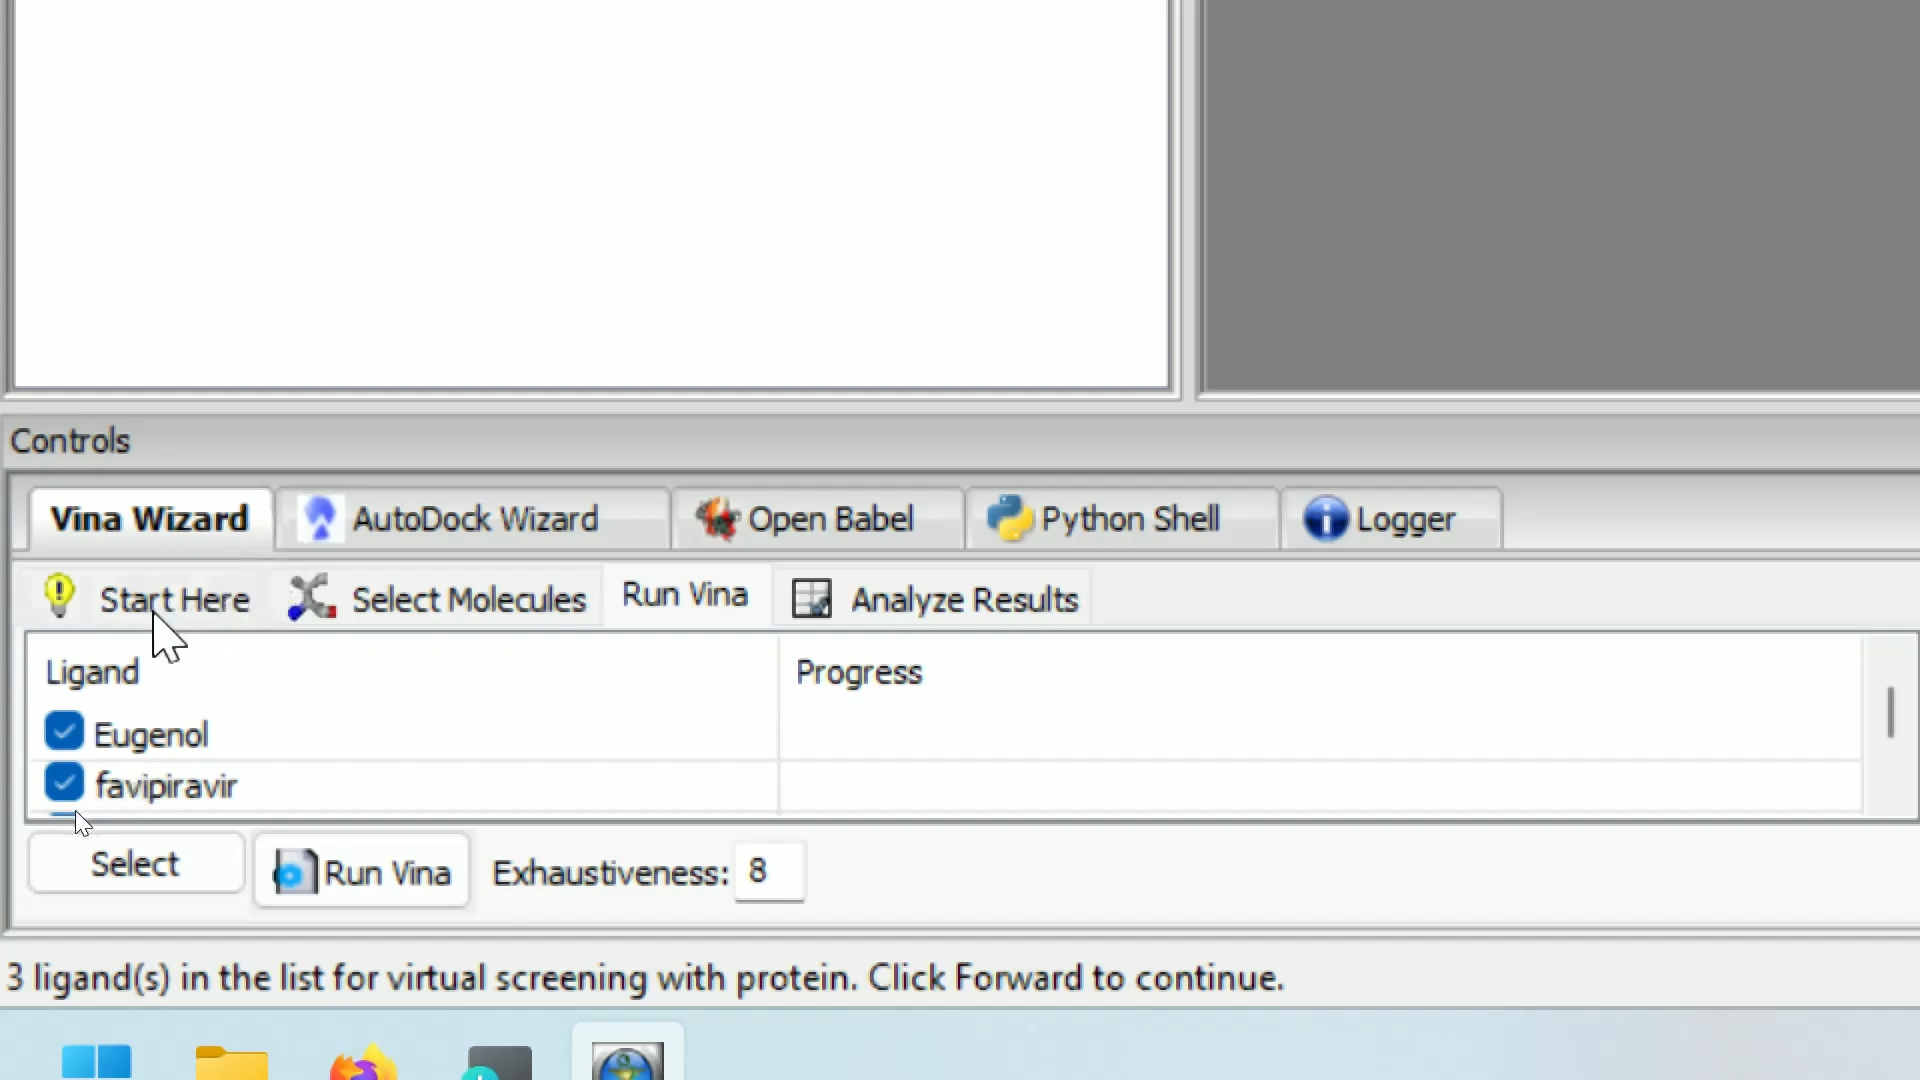 Controls
Vina Wizard AutoDock Wizard Open Babel Python Shell Logger
Start Here Select Molecules Run Vina Analyze Results
Ligand Progress
Eugenol
favipiravir
Select Run Vina Exhaustiveness: 8
3 ligand(s) in the list for virtual screening with protein. Click Forward to continue.